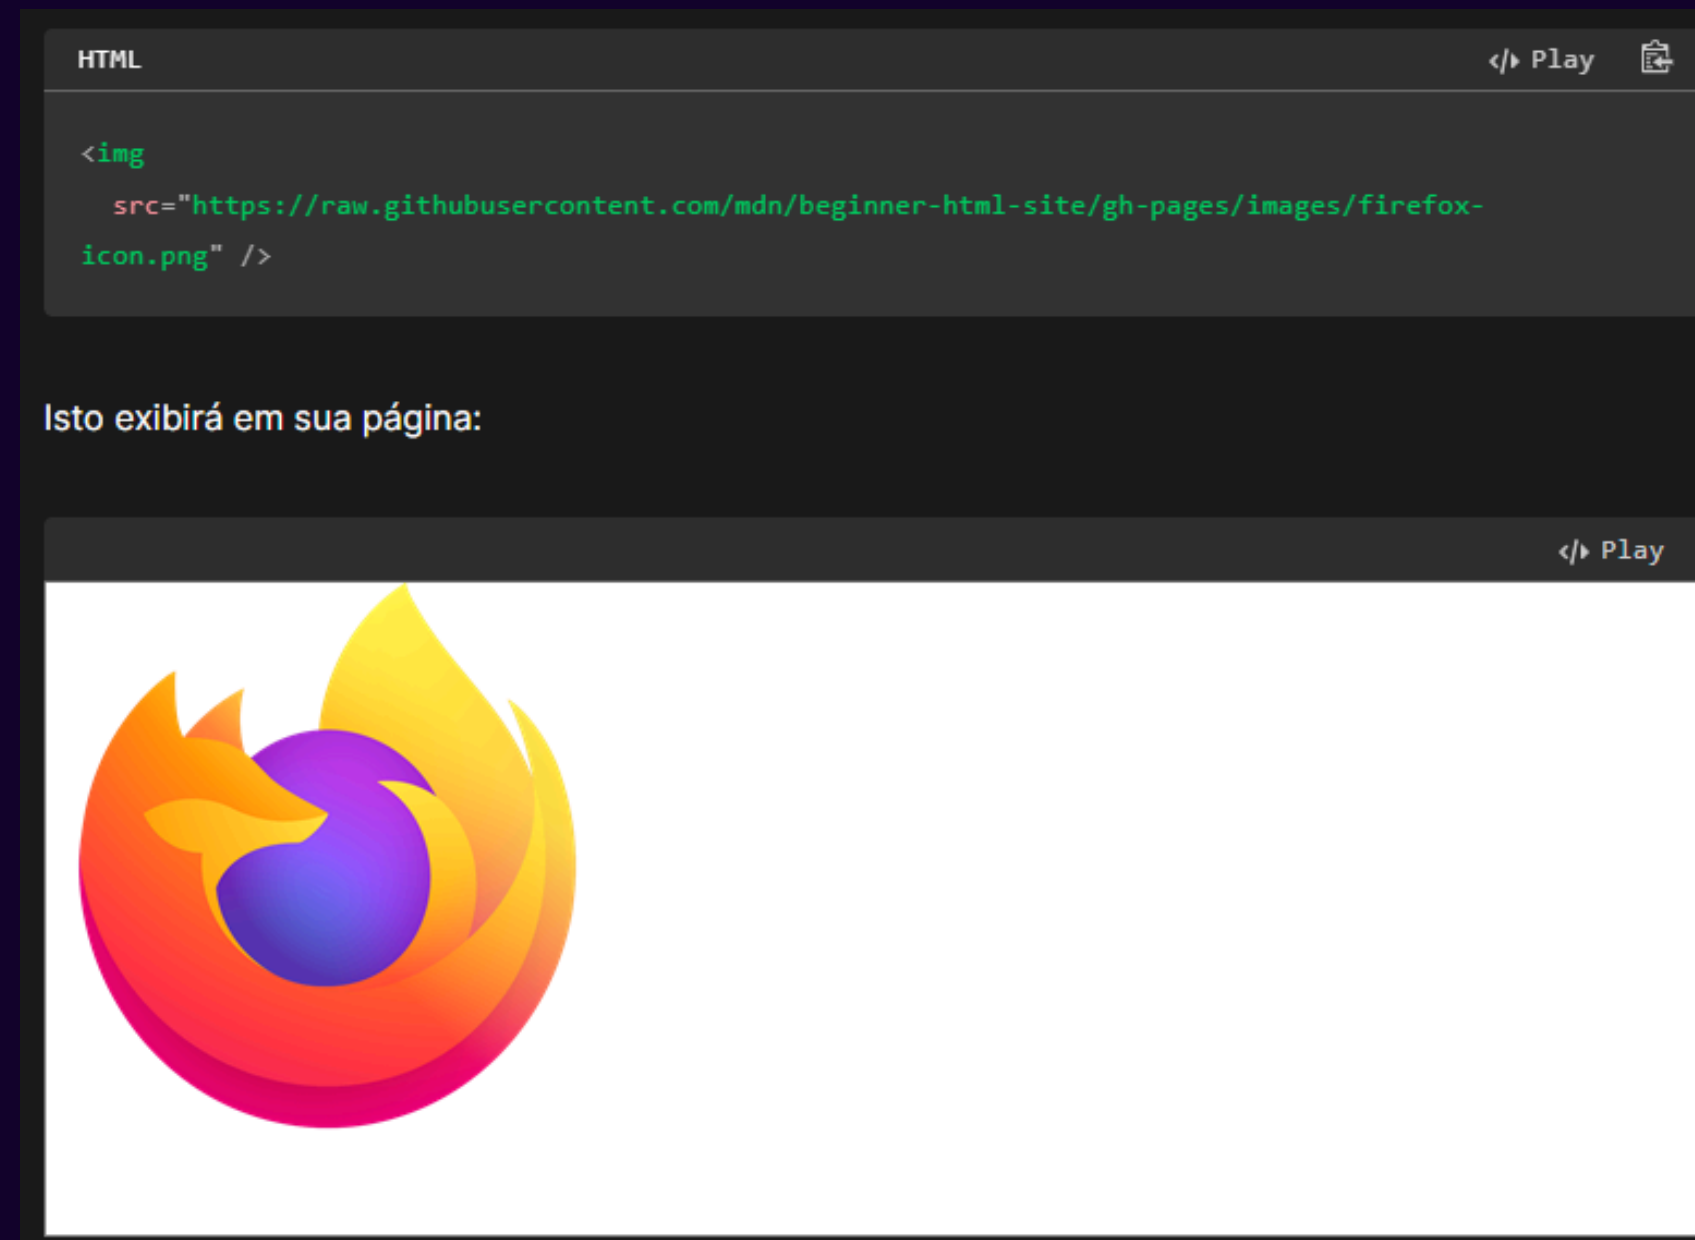 HTML
Play
<img
src="https://raw.githubusercontent.com/mdn/beginner-html-site/gh-pages/images/firefox-
icon.png" />
Isto exibirá em sua página:
Play